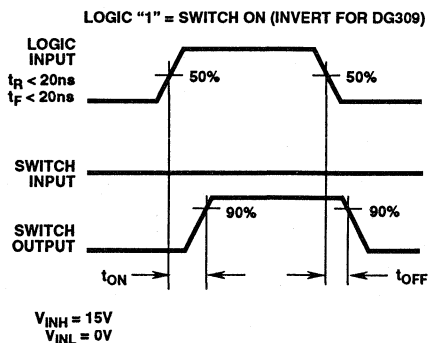 LOGIC “1” = SWITCH ON (INVERT FOR DG309)
LOGIC
INPUT
tR < 20ns
tF < 20ns
50%
50%
SWITCH
INPUT
SWITCH
OUTPUT
90%
90%
tON
tOFF
VINH = 15V
VINL = 0V